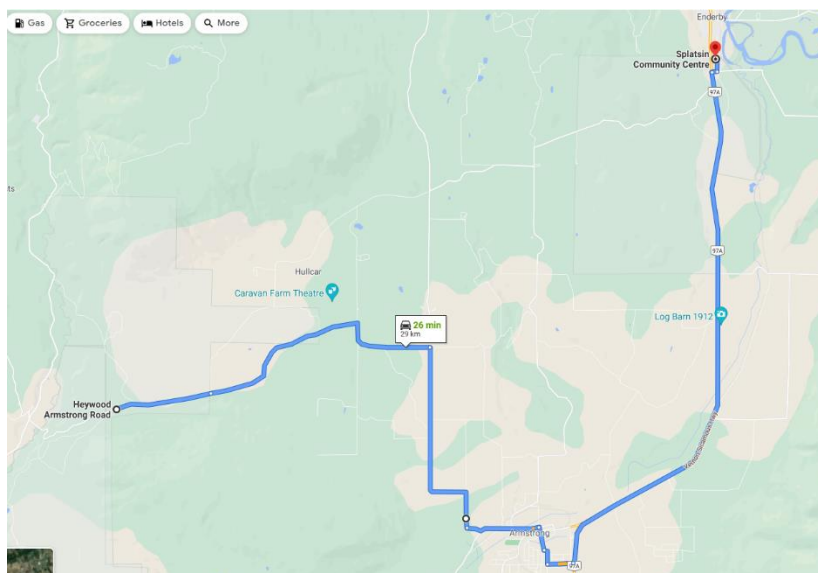 Gas
Groceries
Hotels
More
Enderby
Splatsin
Community Centre
97A
97A
Hullcar
Caravan Farm Theatre
26 min
29 km
Log Barn 1912
Heywood
Armstrong Road
Armstrong
97A
ts